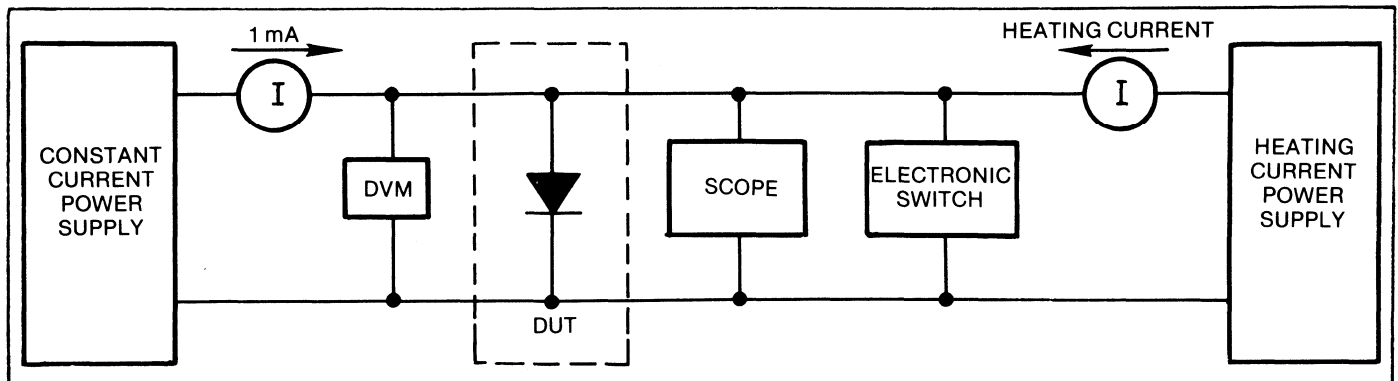 1 mA
HEATING CURRENT
I
I
CONSTANT
CURRENT
POWER
SUPPLY
DVM
SCOPE
ELECTRONIC
SWITCH
HEATING
CURRENT
POWER
SUPPLY
DUT